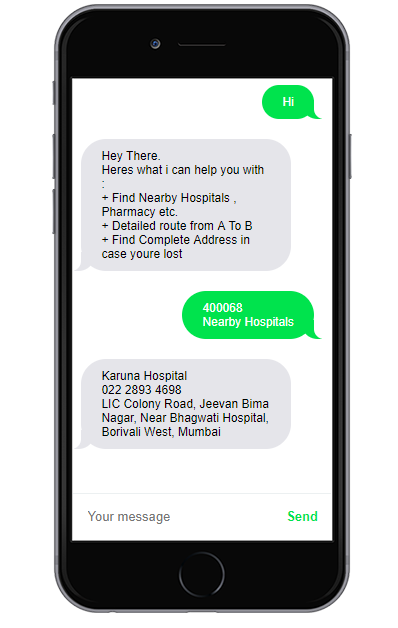 Hi
Hey There.
Heres what i can help you with
:
+ Find Nearby Hospitals ,
Pharmacy etc.
+ Detailed route from A To B
+ Find Complete Address in
case youre lost
400068
Nearby Hospitals
Karuna Hospital
022 2893 4698
LIC Colony Road, Jeevan Bima
Nagar, Near Bhagwati Hospital,
Borivali West, Mumbai
Your message
Send